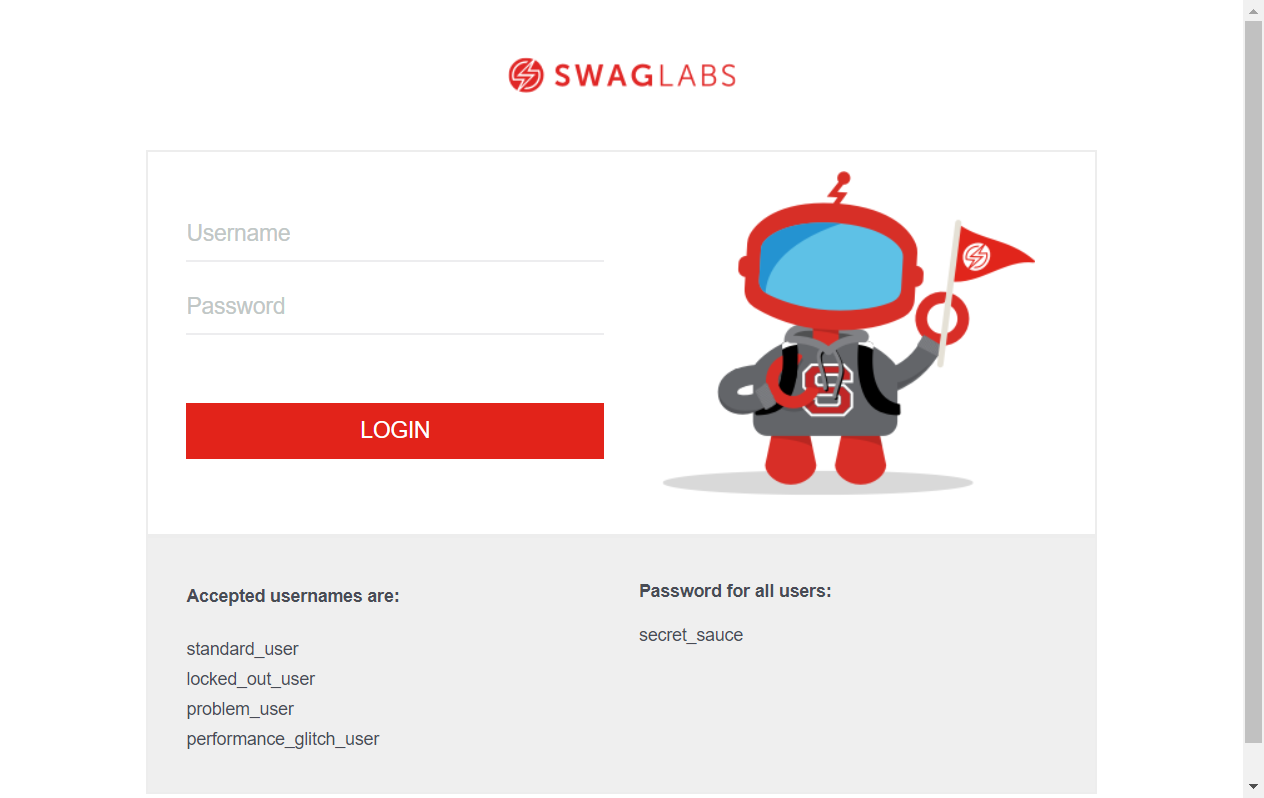 SWAGLABS
Username
Password
S
LOGIN
Accepted usernames are:
standard_user
locked_out_user
problem_user
performance_glitch_user
Password for all users:
secret_sauce